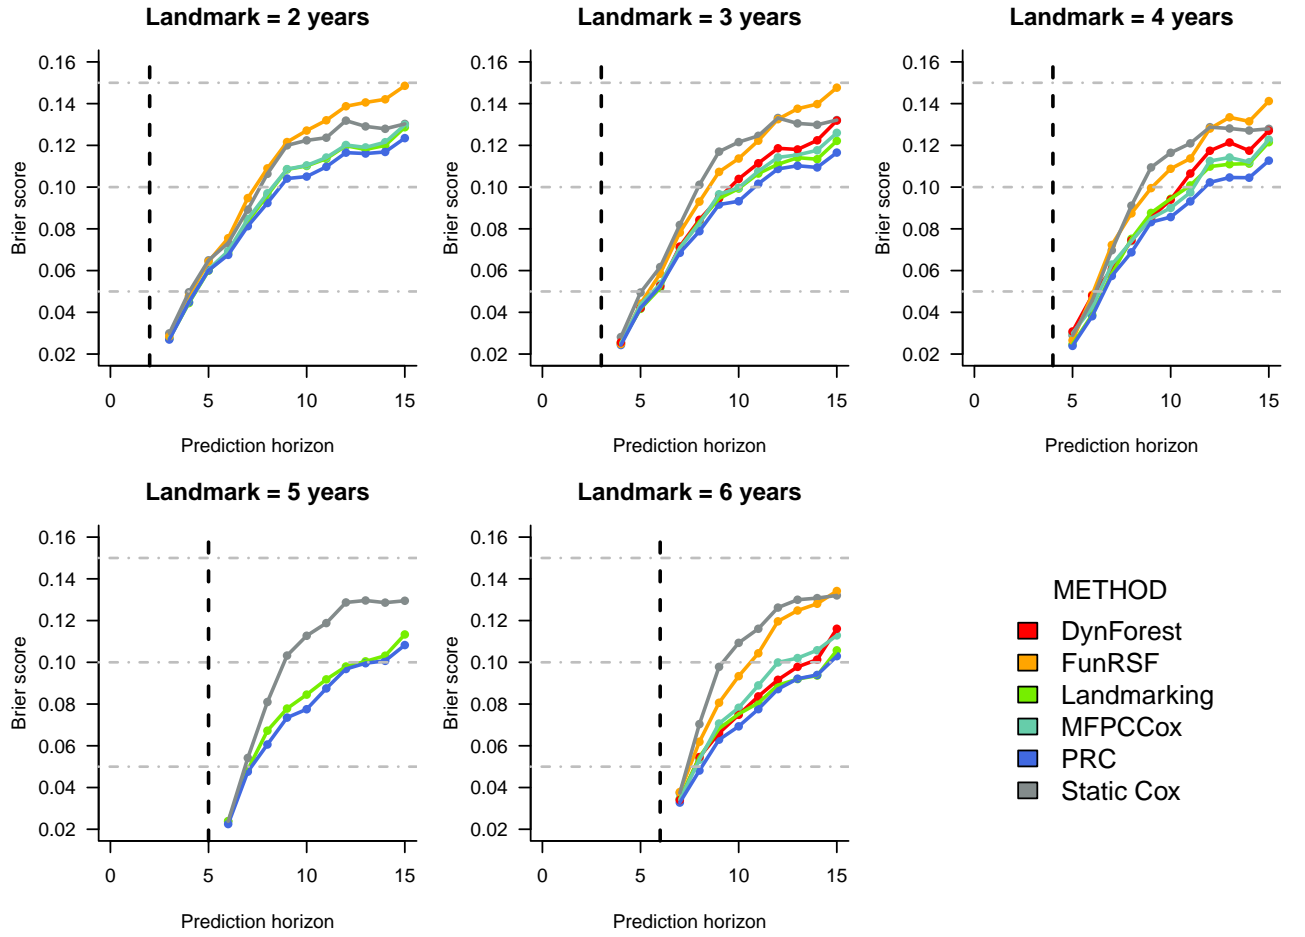 Landmark = 2 years
Brier score
0.16
0.14
0.12
0.10
0.08
0.06
0.04
0.02
0 5 10 15
Prediction horizon
Landmark = 3 years
Brier score
0.16
0.14
0.12
0.10
0.08
0.06
0.04
0.02
0 5 10 15
Prediction horizon
Landmark = 4 years
Brier score
0.16
0.14
0.12
0.10
0.08
0.06
0.04
0.02
0 5 10 15
Prediction horizon
Landmark = 5 years
Brier score
0.16
0.14
0.12
0.10
0.08
0.06
0.04
0.02
0 5 10 15
Prediction horizon
Landmark = 6 years
Brier score
0.16
0.14
0.12
0.10
0.08
0.06
0.04
0.02
0 5 10 15
Prediction horizon
METHOD
DynForest
FunRSF
Landmarking
MFPCCox
PRC
Static Cox